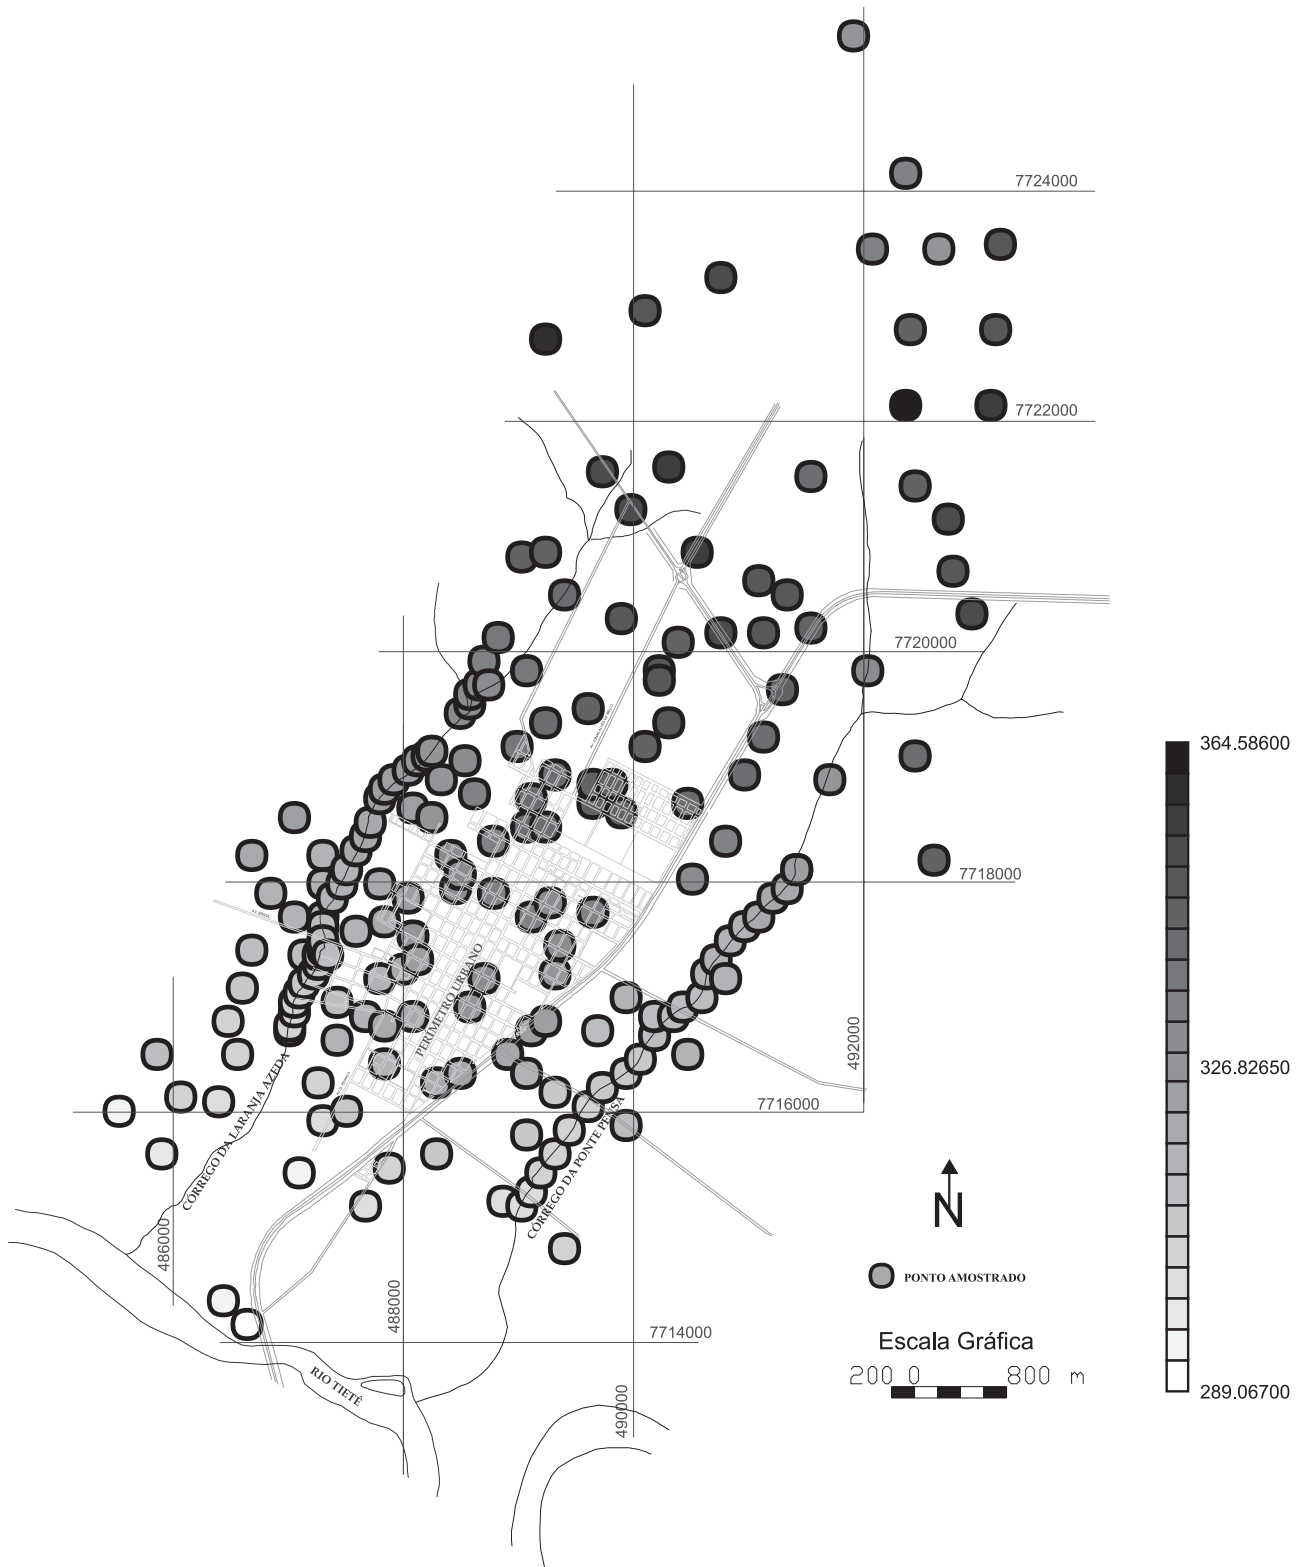 7724000
7722000
7720000
364.58600
7718000
PERÍMETRO URBANO
492000
326.82650
CÓRREGO DA LARANJA AZEDA
7716000
CÓRREGO DA PONTE PENSA
486000
N
PONTO AMOSTRADO
488000
7714000
Escala Gráfica
200 0 800 m
RIO TIETÊ
490000
289.06700